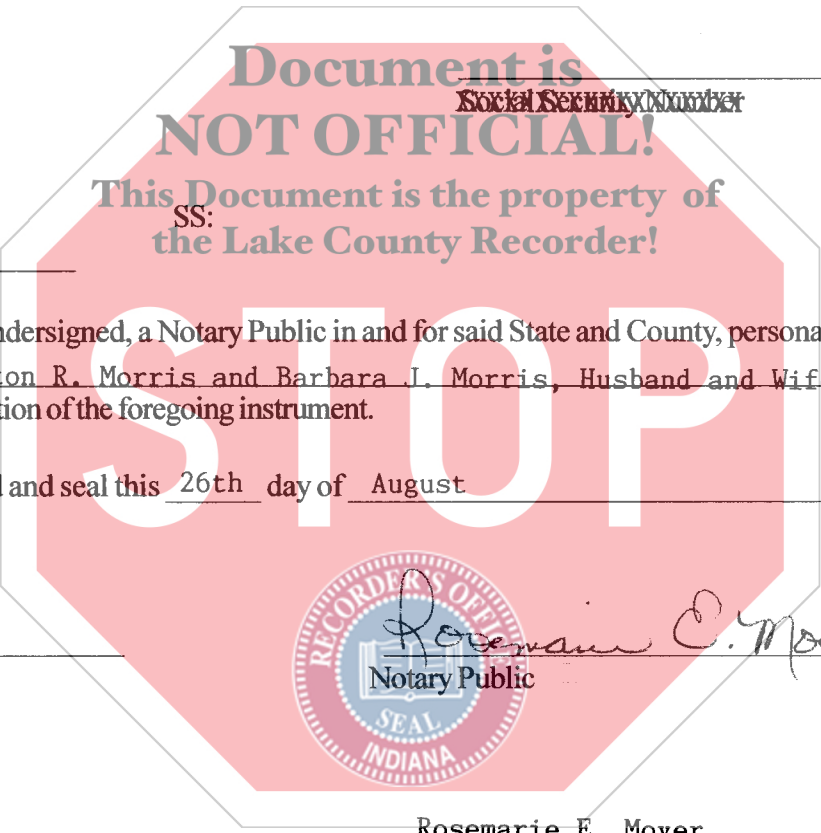 Document is
Social Security Number
NOT OFFICIAL!
This Document is the property of
SS:
the Lake County Recorder!
STOP
ndersigned, a Notary Public in and for said State and County, persona
on R. Morris and Barbara J. Morris, Husband and Wif
tion of the foregoing instrument.
d and seal this 26th day of August
RECORDER'S OFFICE
Rosemarie E. Mo
Notary Public
SEAL
INDIANA
Rosemarie E. Moyer